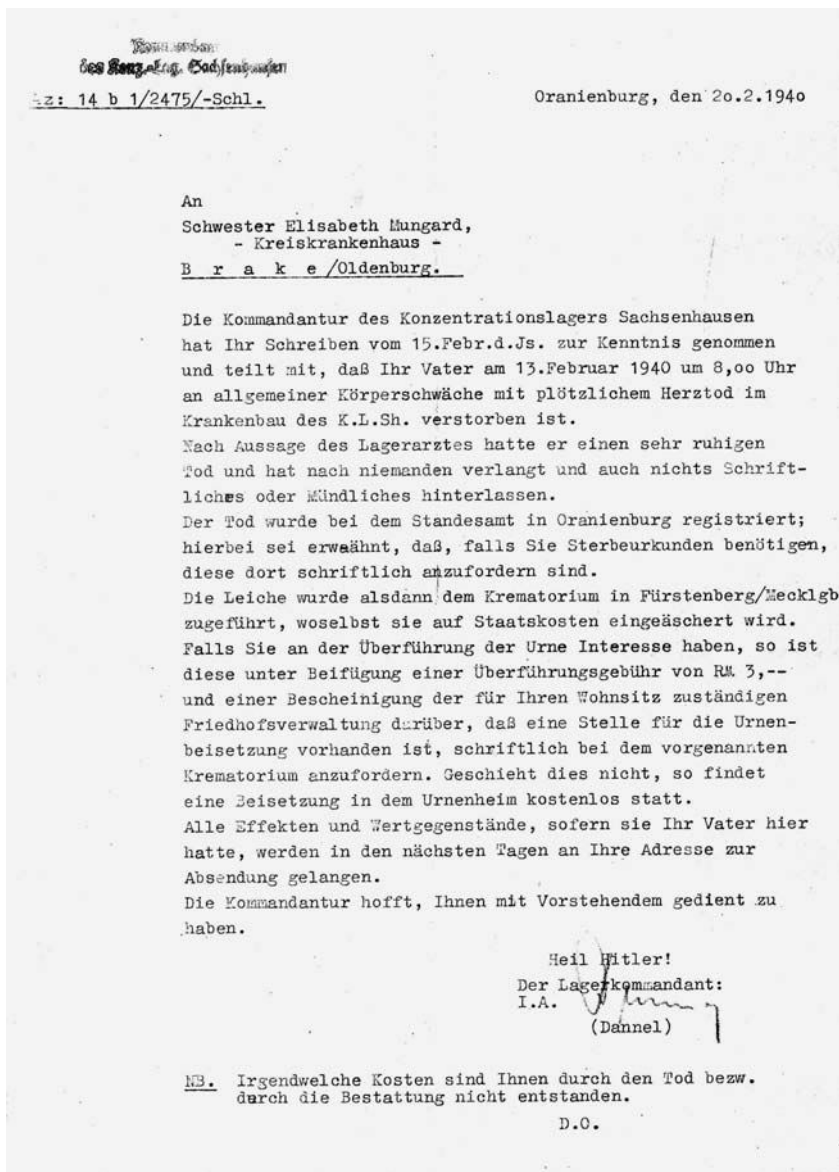 des Konz.-Lag. Sachsenhausen
Az: 14 b 1/2475/-Schl.
Oranienburg, den 2o.2.194o
An
Schwester Elisabeth Mungard,
- Kreiskrankenhaus -
B r a k e /Oldenburg.
Die Kommandantur des Konzentrationslagers Sachsenhausen
hat Ihr Schreiben vom 15.Febr.d.Js. zur Kenntnis genommen
und teilt mit, daß Ihr Vater am 13.Februar 1940 um 8,oo Uhr
an allgemeiner Körperschwäche mit plötzlichem Herztod im
Krankenbau des K.L.Sh. verstorben ist.
Nach Aussage des Lagerarztes hatte er einen sehr ruhigen
Tod und hat nach niemanden verlangt und auch nichts Schrift-
liches oder Mündliches hinterlassen.
Der Tod wurde bei dem Standesamt in Oranienburg registriert;
hierbei sei erwaähnt, daß, falls Sie Sterbeurkunden benötigen,
diese dort schriftlich anzufordern sind.
Die Leiche wurde alsdann dem Krematorium in Fürstenberg/Mecklgb
zugeführt, woselbst sie auf Staatskosten eingeäschert wird.
Falls Sie an der Überführung der Urne Interesse haben, so ist
diese unter Beifügung einer Überführungsgebühr von RM. 3,--
und einer Bescheinigung der für Ihren Wohnsitz zuständigen
Friedhofsverwaltung darüber, daß eine Stelle für die Urnen-
beisetzung vorhanden ist, schriftlich bei dem vorgenannten
Krematorium anzufordern. Geschieht dies nicht, so findet
eine Beisetzung in dem Urnenheim kostenlos statt.
Alle Effekten und Wertgegenstände, sofern sie Ihr Vater hier
hatte, werden in den nächsten Tagen an Ihre Adresse zur
Absendung gelangen.
Die Kommandantur hofft, Ihnen mit Vorstehendem gedient zu
haben.
Heil Hitler!
Der Lagerkommandant:
I.A.
(Dannel)
NB. Irgendwelche Kosten sind Ihnen durch den Tod bezw.
durch die Bestattung nicht entstanden.
D.O.